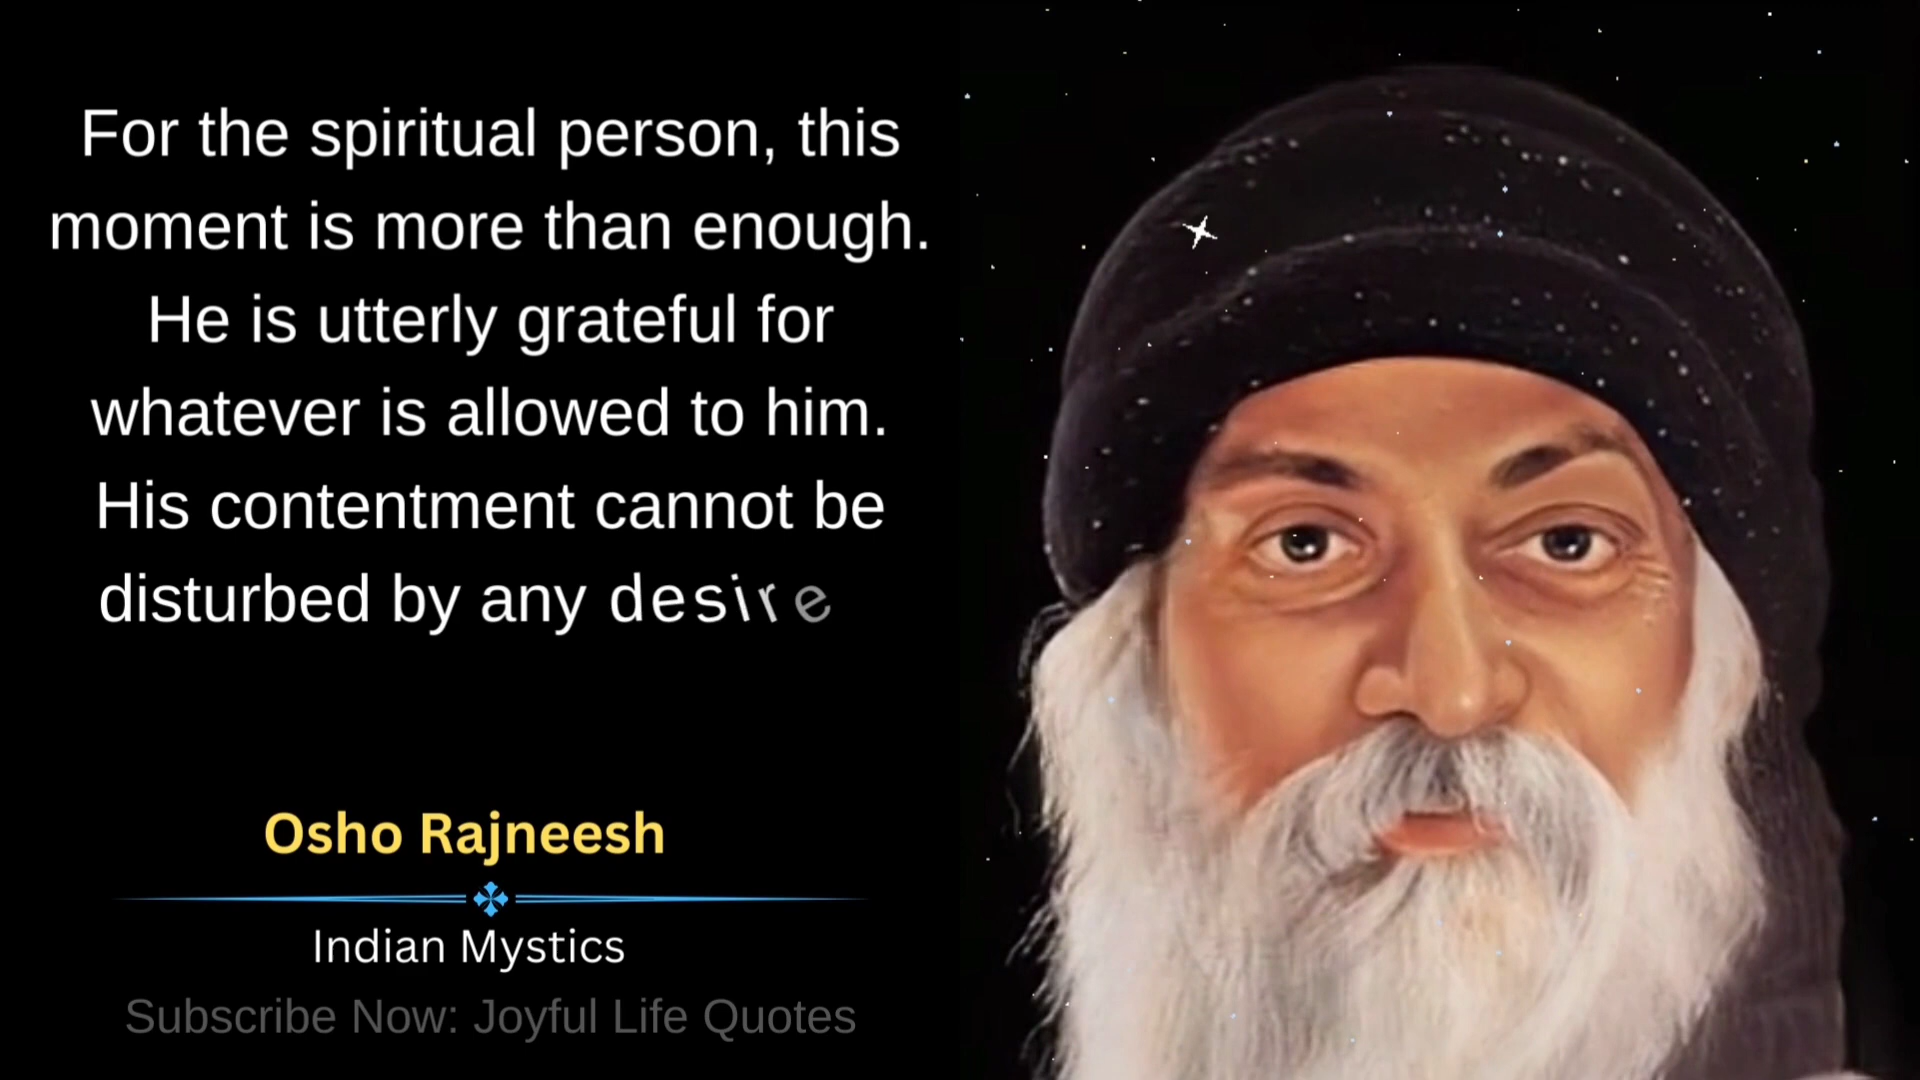 For the spiritual person, this
moment is more than enough.
He is utterly grateful for
whatever is allowed to him.
His contentment cannot be
disturbed by any desire
Osho Rajneesh
Indian Mystics
Subscribe Now: Joyful Life Quotes